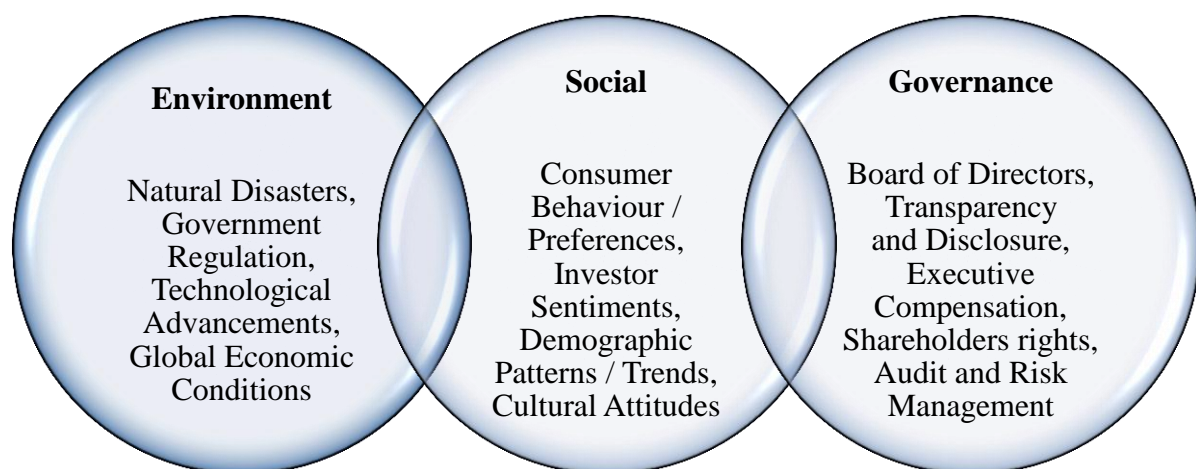 Environment
Natural Disasters,
Government
Regulation,
Technological
Advancements,
Global Economic
Conditions
Social
Consumer
Behaviour /
Preferences,
Investor
Sentiments,
Demographic
Patterns / Trends,
Cultural Attitudes
Governance
Board of Directors,
Transparency
and Disclosure,
Executive
Compensation,
Shareholders rights,
Audit and Risk
Management